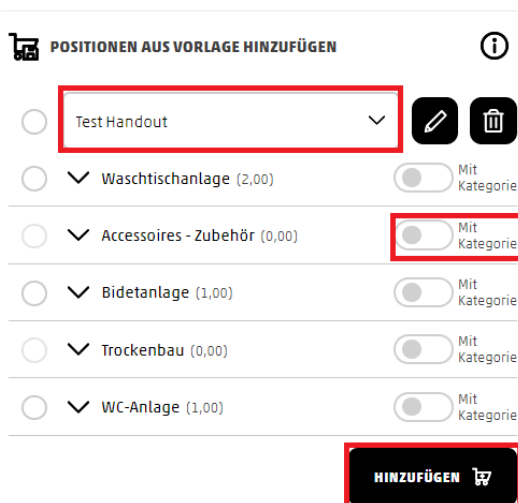 POSITIONEN AUS VORLAGE HINZUFÜGEN
Test Handout
Waschtischanlage (2,00)
Mit
Kategorie
Accessoires - Zubehör (0,00)
Mit
Kategorie
Bidetanlage (1,00)
Mit
Kategorie
Trockenbau (0,00)
Mit
Kategorie
WC-Anlage (1,00)
Mit
Kategorie
HINZUFÜGEN